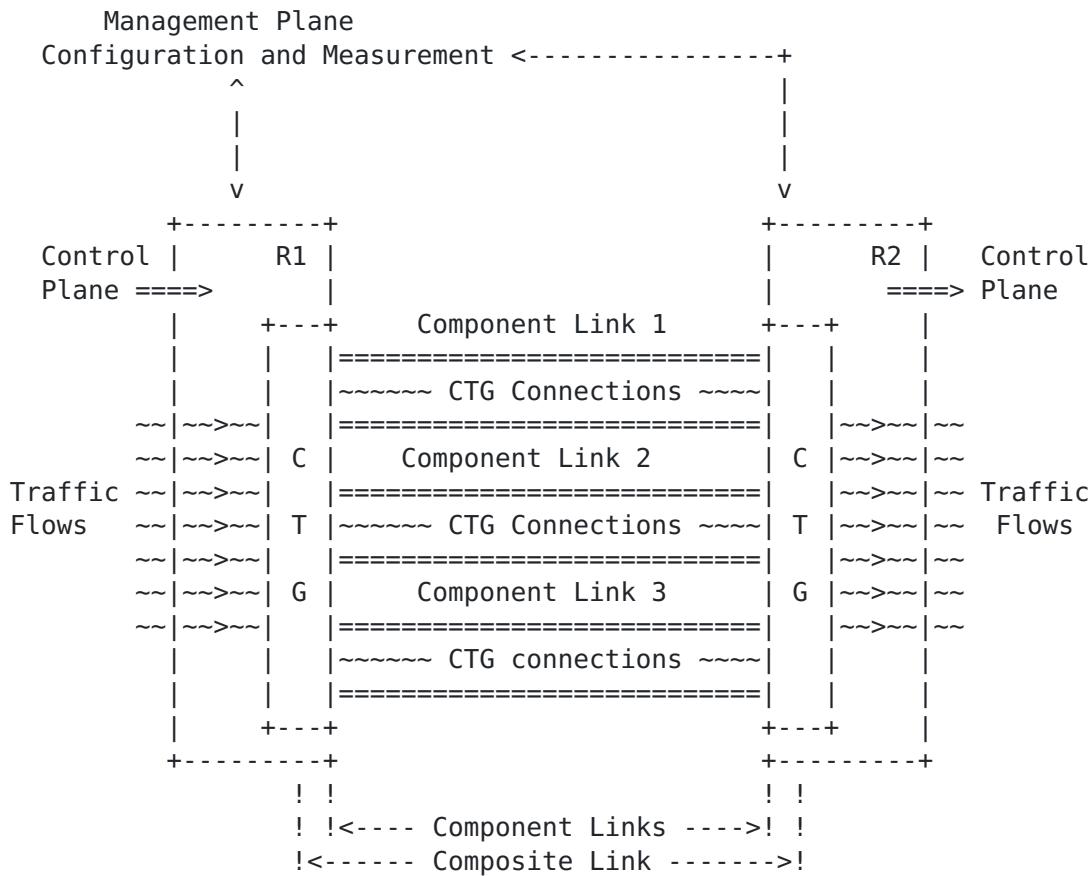 Management Plane
  Configuration and Measurement <----------------+
              ^                                  |
              |                                  |
              |                                  |
              v                                  v
          +---------+                           +---------+
  Control |      R1 |                           |      R2 |   Control
  Plane ====>       |                           |       ====> Plane
          |     +---+     Component Link 1      +---+     |
          |     |   |===========================|   |     |
          |     |   |~~~~~~ CTG Connections ~~~~|   |     |
        ~~|~~>~~|   |===========================|   |~~>~~|~~
        ~~|~~>~~| C |    Component Link 2       | C |~~>~~|~~
Traffic ~~|~~>~~|   |===========================|   |~~>~~|~~ Traffic
Flows   ~~|~~>~~| T |~~~~~~ CTG Connections ~~~~| T |~~>~~|~~  Flows
        ~~|~~>~~|   |===========================|   |~~>~~|~~
        ~~|~~>~~| G |     Component Link 3      | G |~~>~~|~~
        ~~|~~>~~|   |===========================|   |~~>~~|~~
          |     |   |~~~~~~ CTG connections ~~~~|   |     |
          |     |   |===========================|   |     |
          |     +---+                           +---+     |
          +---------+                           +---------+
                  ! !                           ! !
                  ! !<---- Component Links ---->! !
                  !<------ Composite Link ------->!